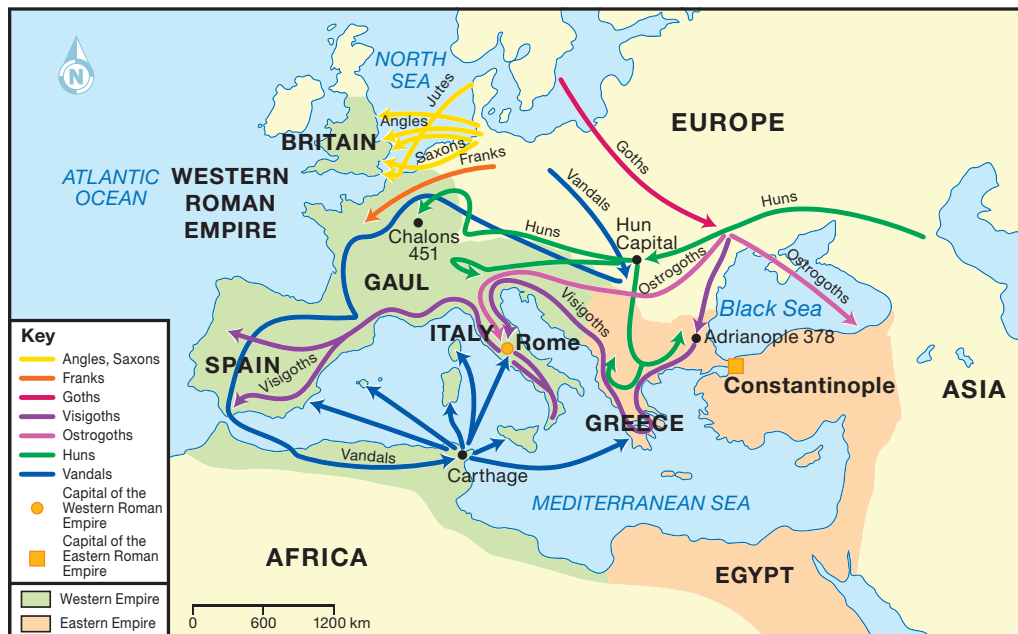 N
NORTH
SEA
Jutes
Angles
BRITAIN
Saxons
Franks
EUROPE
Goths
ATLANTIC
OCEAN
WESTERN
ROMAN
EMPIRE
Vandals
Huns
Chalons
451
Huns
Hun
Capital
Ostrogoths
Ostrogoths
GAUL
Visigoths
Black Sea
ITALY
Rome
Adrianople 378
SPAIN
Visigoths
Constantinople
ASIA
GREECE
Vandals
Carthage
MEDITERRANEAN SEA
AFRICA
EGYPT
Key
Angles, Saxons
Franks
Goths
Visigoths
Ostrogoths
Huns
Vandals
Capital of the
Western Roman
Empire
Capital of the
Eastern Roman
Empire
Western Empire
Eastern Empire
0 600 1200 km